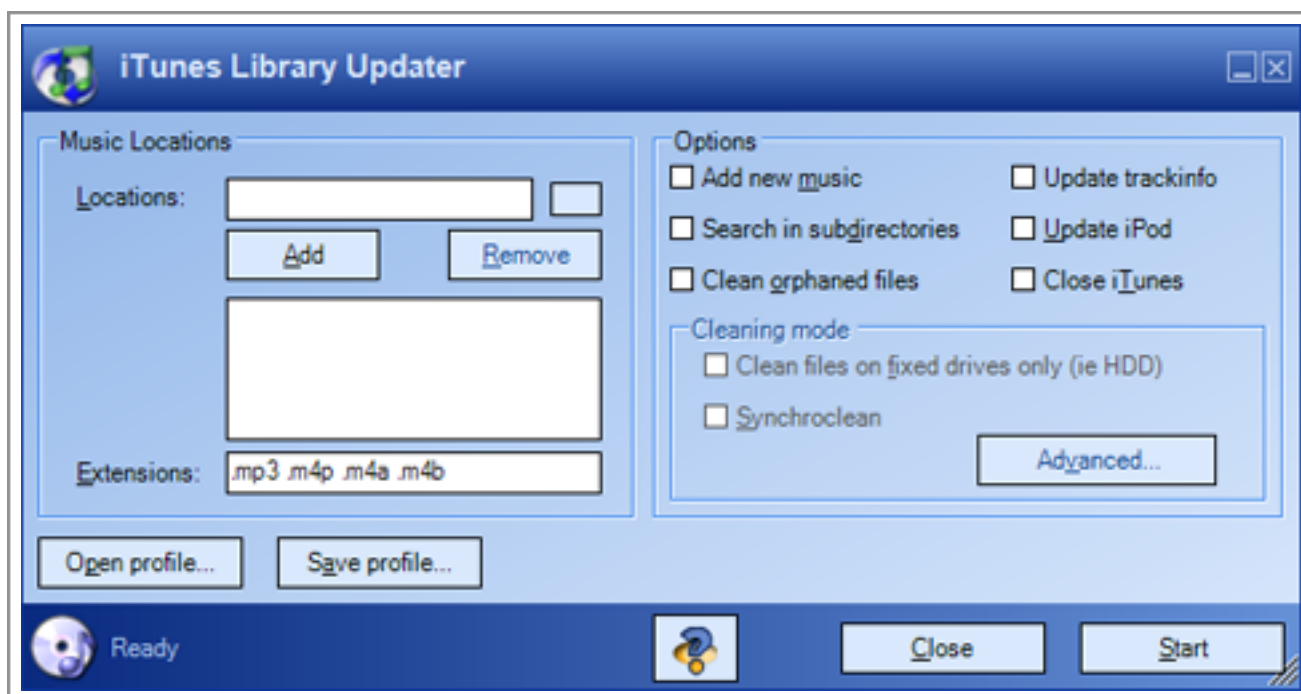 iTunes Library Updater
Music Locations
Locations:
Add
Remove
Extensions:
.mp3 .m4p .m4a .m4b
Options
Add new music
Update trackinfo
Search in subdirectories
Update iPod
Clean orphaned files
Close iTunes
Cleaning mode
Clean files on fixed drives only (ie HDD)
Synchroclean
Advanced...
Open profile...
Save profile...
Ready
Close
Start